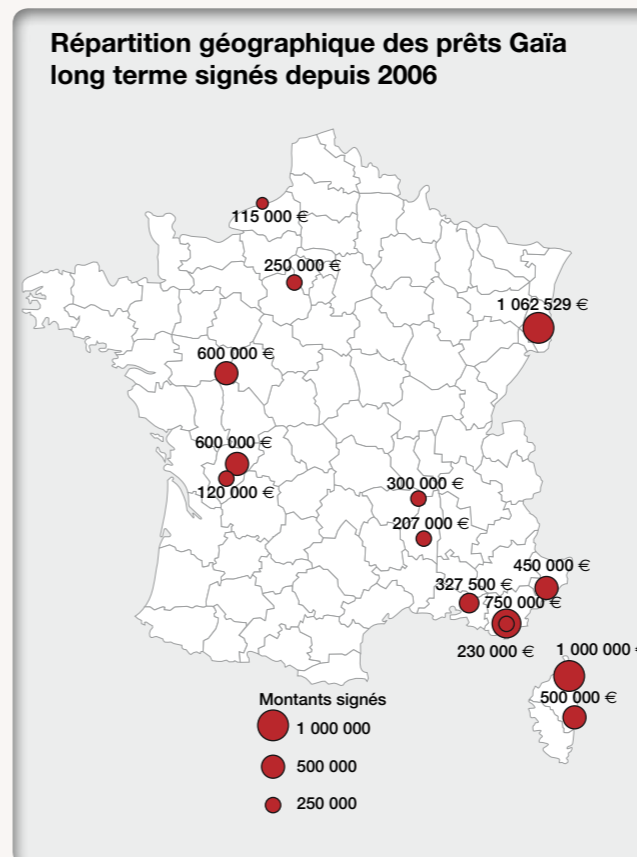 Répartition géographique des prêts Gaïa
long terme signés depuis 2006
115 000 €
250 000 €
1 062 529 €
600 000 €
600 000 €
120 000 €
300 000 €
207 000 €
450 000 €
327 500 €
750 000 €
230 000 €
1 000 000 €
500 000 €
Montants signés
1 000 000
500 000
250 000